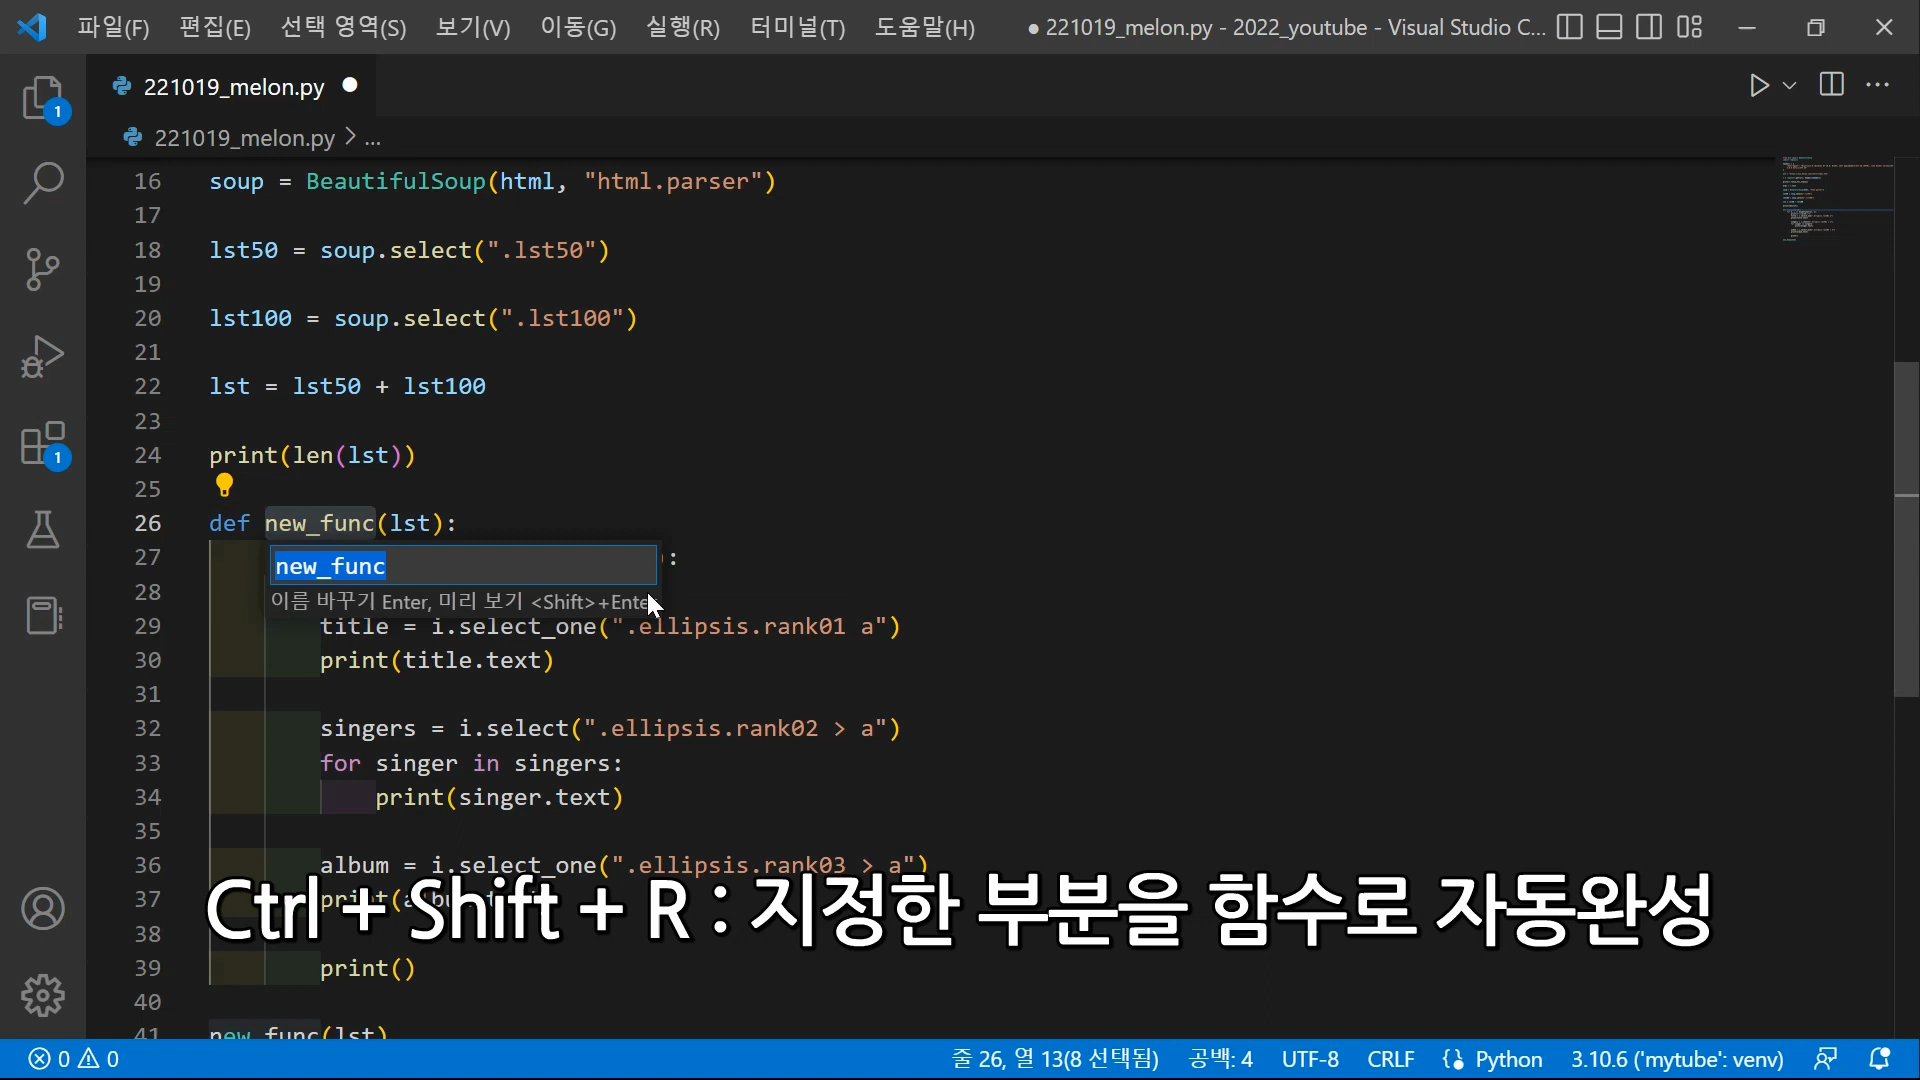 파일(F) 편집(E) 선택 영역(S) 보기(V) 이동(G) 실행(R) 터미널(T) 도움말(H) ● 221019_melon.py - 2022_youtube - Visual Studio C...
221019_melon.py ●
221019_melon.py > ...
1
16 soup = BeautifulSoup(html, "html.parser")
17
18 lst50 = soup.select(".lst50")
19
20 lst100 = soup.select(".lst100")
21
22 lst = lst50 + lst100
23
24 print(len(lst))
1
25
26 def new_func(lst):
27 :
new_func
28
이름 바꾸기 Enter, 미리 보기 <Shift>+Ente
29 title = i.select_one(".ellipsis.rank01 a")
30 print(title.text)
31
32 singers = i.select(".ellipsis.rank02 > a")
33 for singer in singers:
34 print(singer.text)
35
36 album = i.select_one(".ellipsis.rank03 > a")
37
Ctrl + Shift + R : 지정한 부분을 함수로 자동완성
38
39 print()
40
41 new_func(lst)
0 0 줄 26, 열 13(8 선택됨) 공백: 4 UTF-8 CRLF Python 3.10.6 ('mytube': venv)